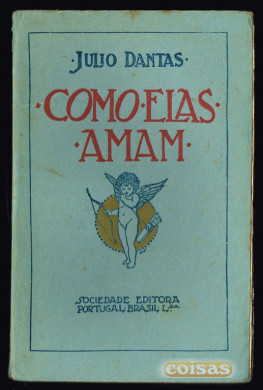 ·JULIO DANTAS·
·COMO·ELAS·
·AMAM·
SOCIEDADE EDITORA
PORTUGAL, BRASIL, L.da
coisas